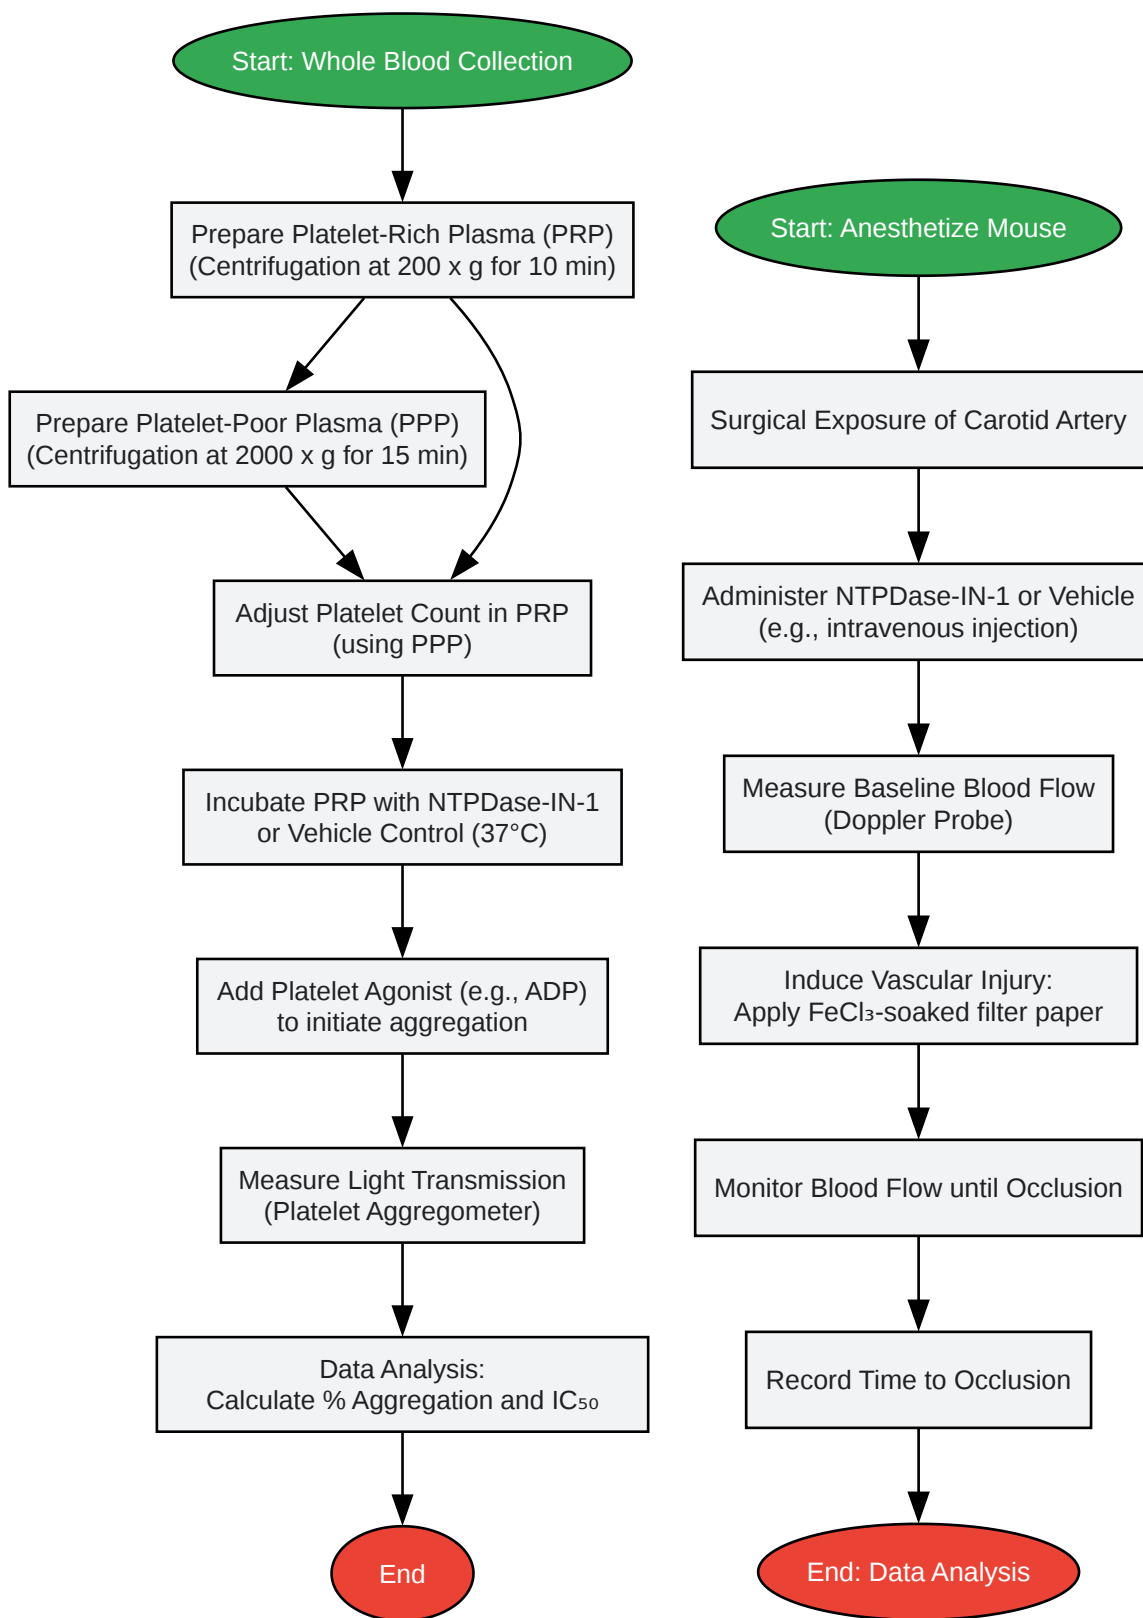 Start: Whole Blood Collection
Prepare Platelet-Rich Plasma (PRP)
(Centrifugation at 200 x g for 10 min)
Prepare Platelet-Poor Plasma (PPP)
(Centrifugation at 2000 x g for 15 min)
Adjust Platelet Count in PRP
(using PPP)
Incubate PRP with NTPDase-IN-1
or Vehicle Control (37°C)
Add Platelet Agonist (e.g., ADP)
to initiate aggregation
Measure Light Transmission
(Platelet Aggregometer)
Data Analysis:
Calculate % Aggregation and IC₅₀
End
Start: Anesthetize Mouse
Surgical Exposure of Carotid Artery
Administer NTPDase-IN-1 or Vehicle
(e.g., intravenous injection)
Measure Baseline Blood Flow
(Doppler Probe)
Induce Vascular Injury:
Apply FeCl₃-soaked filter paper
Monitor Blood Flow until Occlusion
Record Time to Occlusion
End: Data Analysis